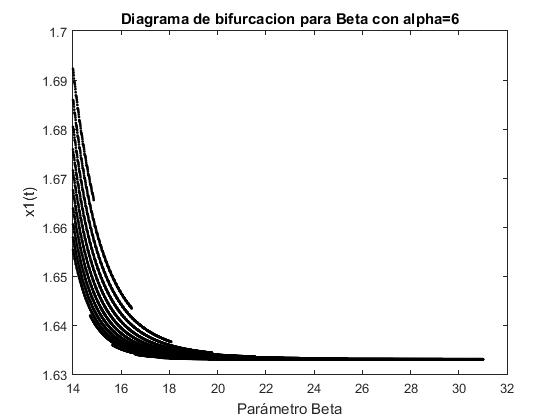 Diagrama de bifurcacion para Beta con alpha=6
1.7
1.69
1.68
1.67
1.66
1.65
1.64
1.63
x1(t)
14 16 18 20 22 24 26 28 30 32
Parámetro Beta